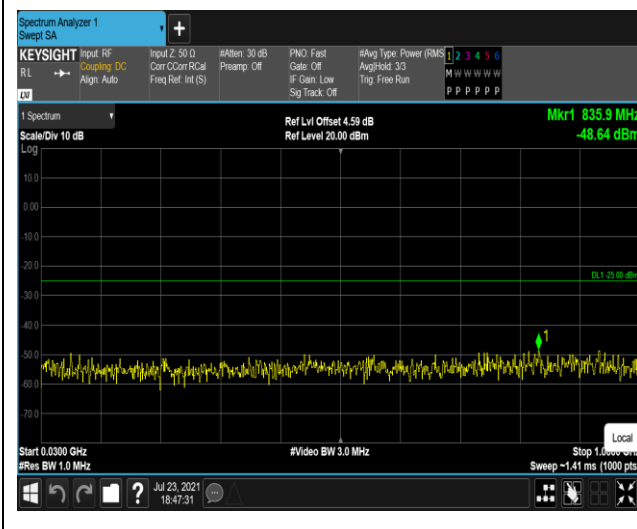 Spectrum Analyzer 1
Swept SA
+
KEYSIGHT
RL
LXI
Input: RF
Coupling: DC
Align: Auto
Input Z: 50 Ω
Corr CCorr RCal
Freq Ref: Int (S)
#Atten: 30 dB
Preamp: Off
PNO: Fast
Gate: Off
IF Gain: Low
Sig Track: Off
#Avg Type: Power (RMS
Avg|Hold: 3/3
Trig: Free Run
1 2 3 4 5 6
M W W W W W
P P P P P P
1 Spectrum
Scale/Div 10 dB
Log
Ref Lvl Offset 4.59 dB
Ref Level 20.00 dBm
Mkr1 835.9 MHz
-48.64 dBm
10.0
0.00
-10.0
-20.0
DL1 -25.00 dBm
-30.0
-40.0
1
-50.0
-60.0
-70.0
Local
Start 0.0300 GHz
#Res BW 1.0 MHz
#Video BW 3.0 MHz
Stop
Sweep ~1.41 ms (1000 pts
?
Jul 23, 2021
18:47:31